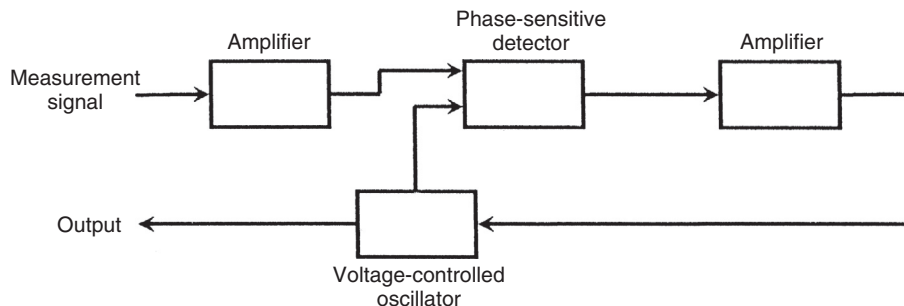 Phase-sensitive
detector
Amplifier
Amplifier
Measurement
signal
Output
Voltage-controlled
oscillator